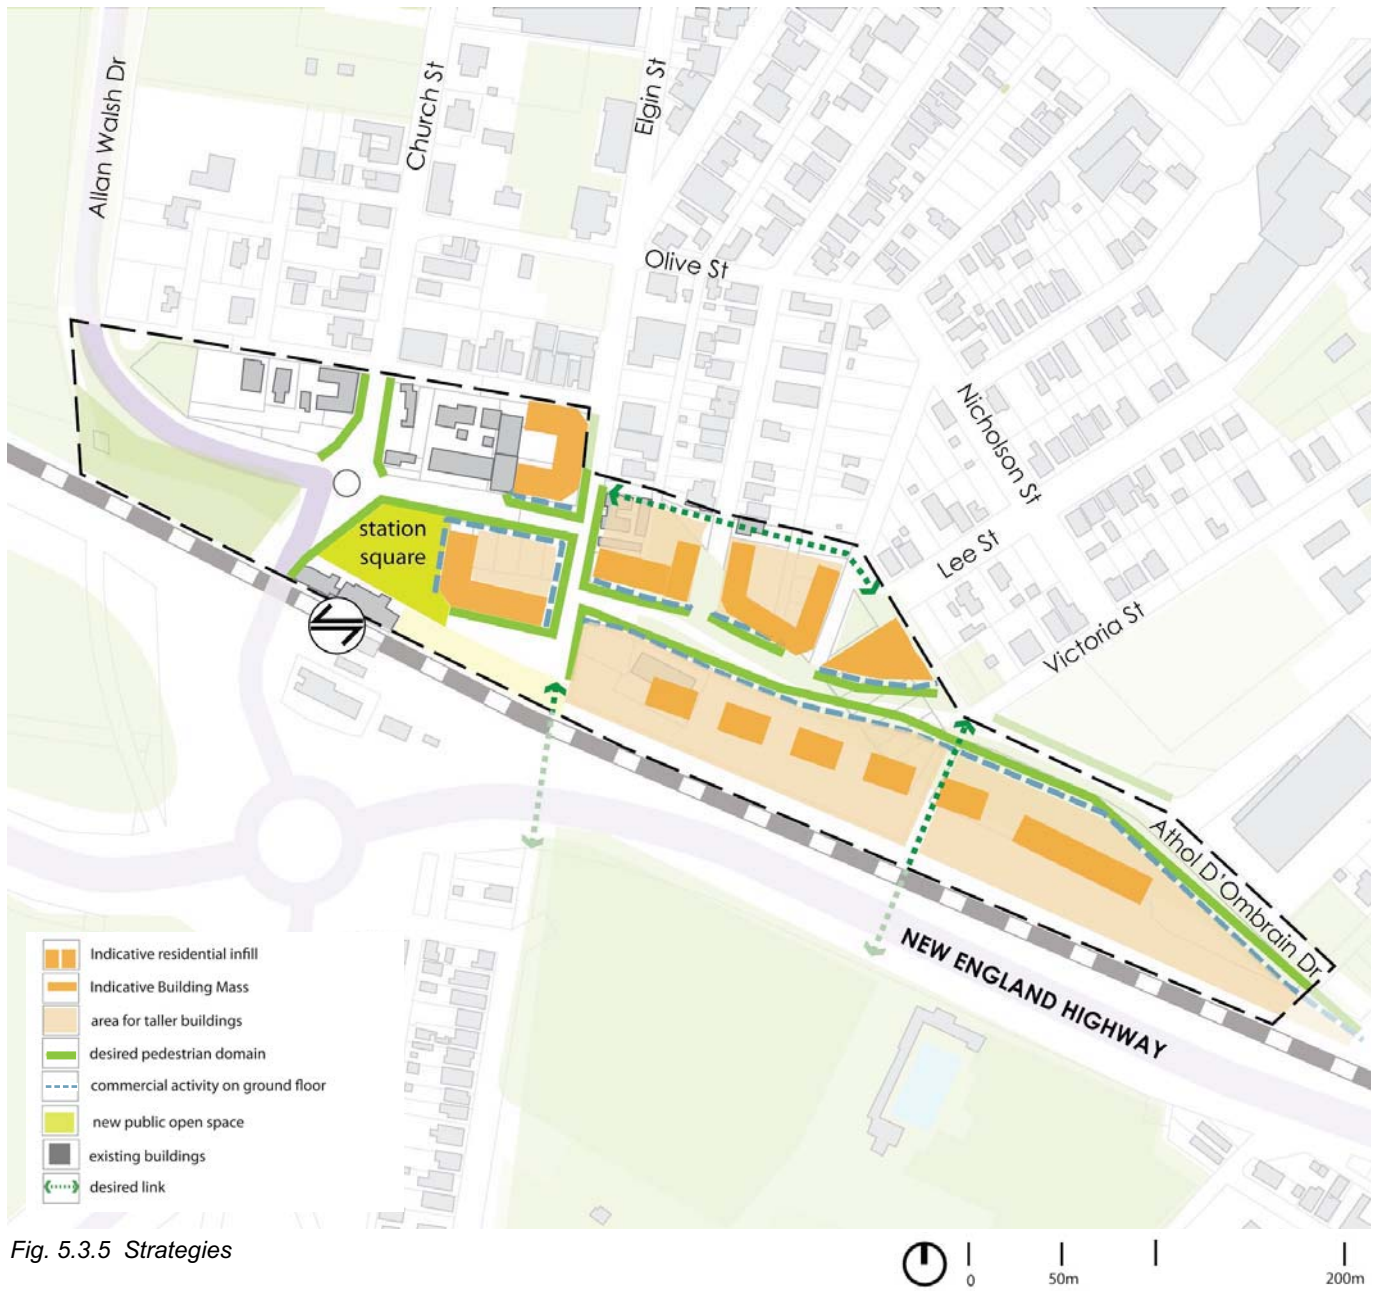 Allan Walsh Dr
Church St
Elgin St
Olive St
Nicholson St
Lee St
Victoria St
station
square
Athol D'Ombrain Dr
NEW ENGLAND HIGHWAY
Indicative residential infill
Indicative Building Mass
area for taller buildings
desired pedestrian domain
commercial activity on ground floor
new public open space
existing buildings
desired link
Fig. 5.3.5 Strategies
0
50m
200m